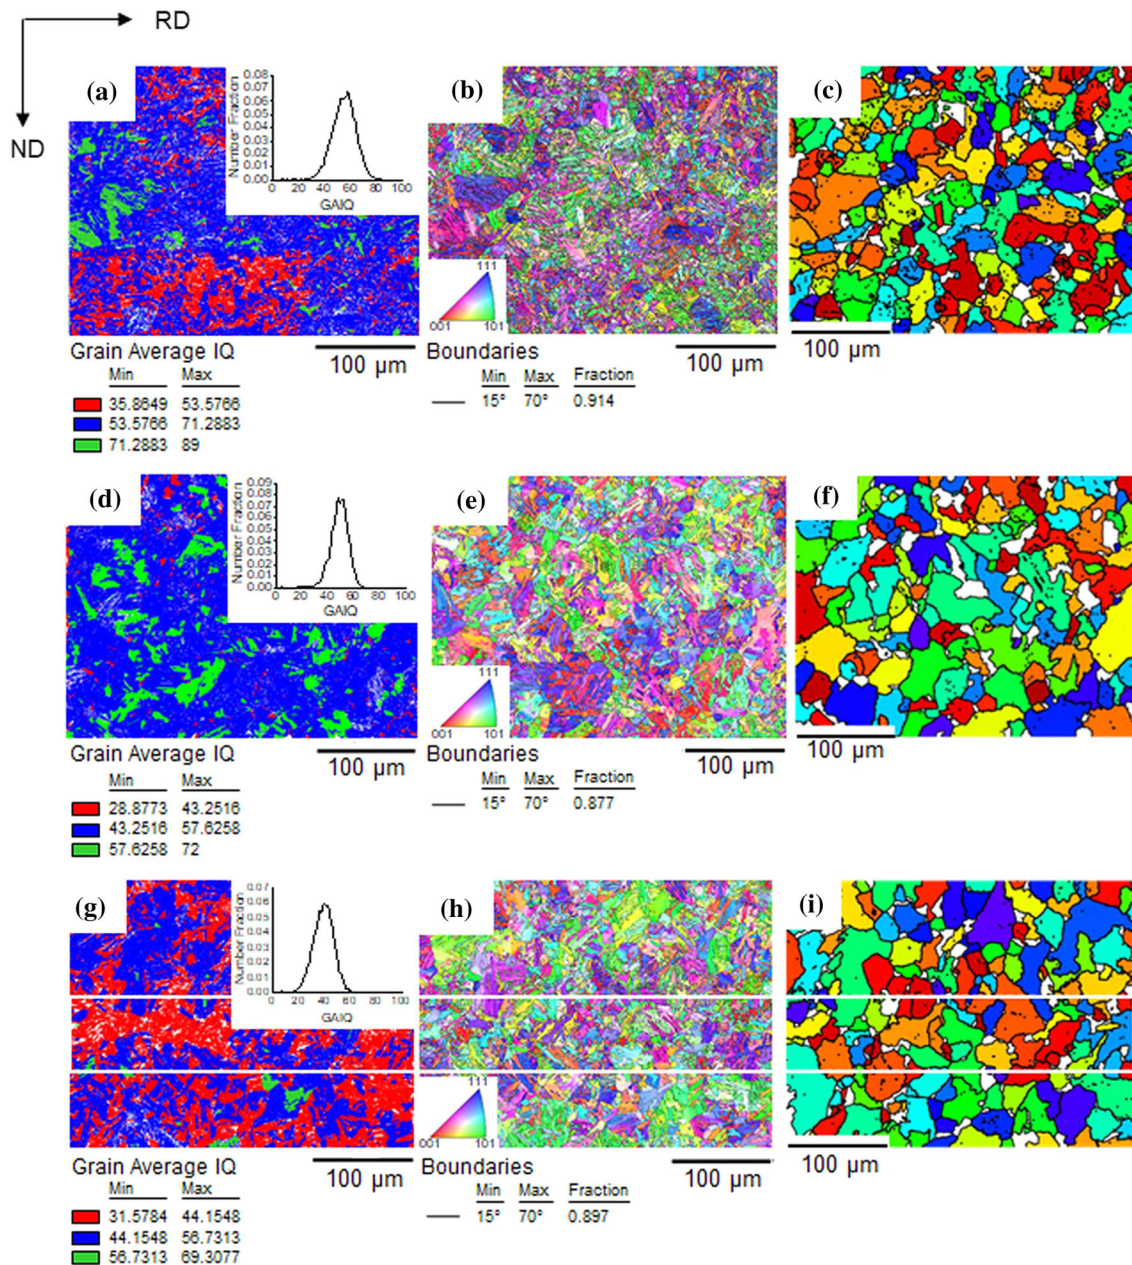 RD
ND
(a)
0.08
0.07
0.06
0.05
0.04
0.03
0.02
0.01
0.00
Number Fraction
0 20 40 60 80 100
GAIQ
(b)
111
001 101
(c)
100 µm
Grain Average IQ
Min Max
35.8649 53.5766
53.5766 71.2883
71.2883 89
100 µm
Boundaries
Min Max Fraction
15° 70° 0.914
100 µm
(d)
0.09
0.08
0.07
0.06
0.05
0.04
0.03
0.02
0.01
0.00
Number Fraction
0 20 40 60 80 100
GAIQ
(e)
111
001 101
(f)
100 µm
Grain Average IQ
Min Max
28.8773 43.2516
43.2516 57.6258
57.6258 72
100 µm
Boundaries
Min Max Fraction
15° 70° 0.877
100 µm
(g)
0.07
0.06
0.05
0.04
0.03
0.02
0.01
0.00
Number Fraction
0 20 40 60 80 100
GAIQ
(h)
111
001 101
(i)
100 µm
Grain Average IQ
Min Max
31.5784 44.1548
44.1548 56.7313
56.7313 69.3077
100 µm
Boundaries
Min Max Fraction
15° 70° 0.897
100 µm